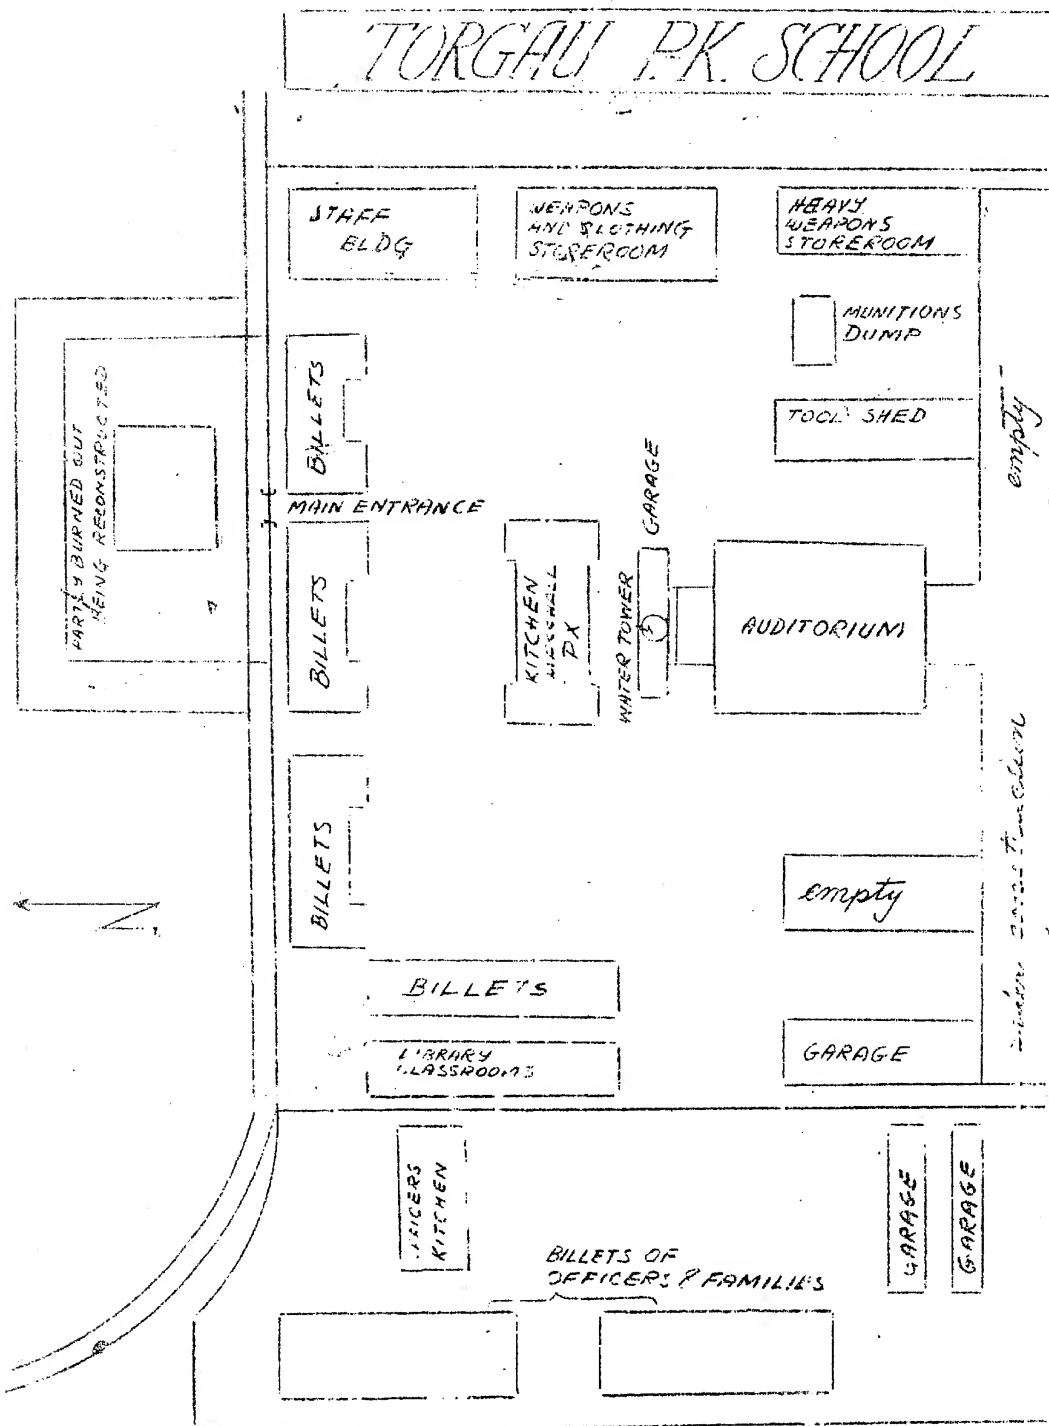 TORGAU P.K. SCHOOL
STAFF
BLDG
WEAPONS
AND CLOTHING
STOREROOM
HEAVY
WEAPONS
STOREROOM
MUNITIONS
DUMP
TOOL SHED
empty
PARTLY BURNED OUT
BEING RECONSTRUCTED
BILLETS
MAIN ENTRANCE
BILLETS
KITCHEN
MESSHALL
PX
WATER TOWER
GARAGE
AUDITORIUM
BILLETS
N.
empty
BILLETS
LIBRARY
CLASSROOMS
GARAGE
KITCHEN
GARAGE
GARAGE
BILLETS OF
OFFICERS & FAMILIES